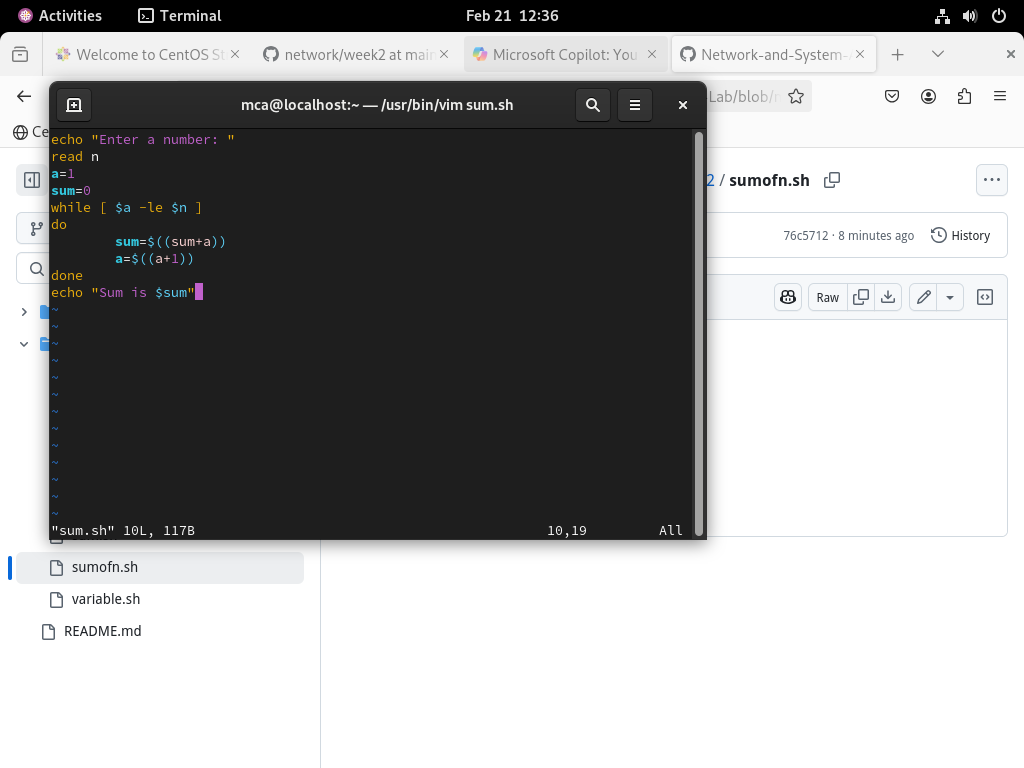 Activities
Terminal
Feb 21 12:36
Welcome to CentOS St
network/week2 at main
Microsoft Copilot: You
Network-and-System-A
mca@localhost:~ — /usr/bin/vim sum.sh
Lab/blob/
Ce
echo "Enter a number: "
read n
a=1
sum=0
while [ $a -le $n ]
do
        sum=$((sum+a))
        a=$((a+1))
done
echo "Sum is $sum"
~
~
~
~
~
~
~
~
~
~
~
~
~
"sum.sh" 10L, 117B 10,19 All
2 / sumofn.sh
76c5712 · 8 minutes ago
History
Raw
sumofn.sh
variable.sh
README.md